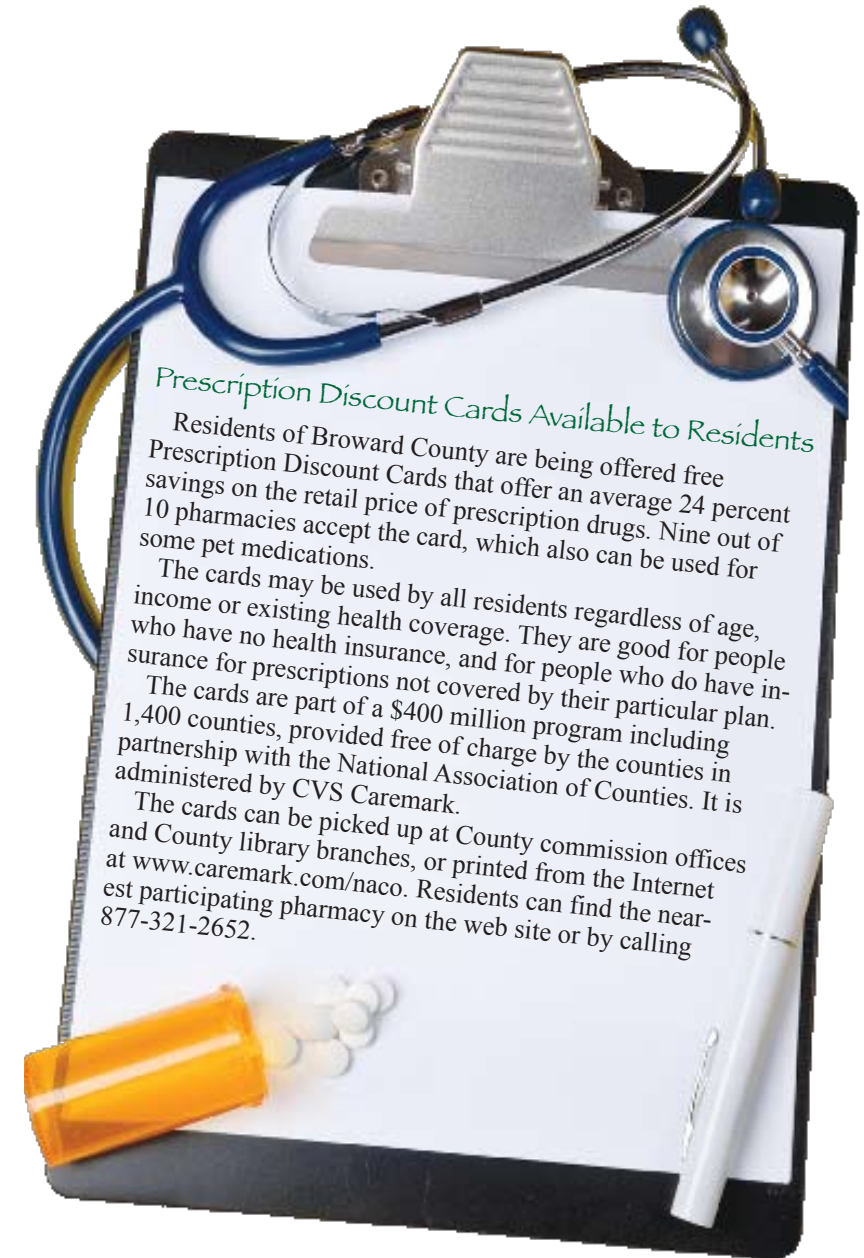 Prescription Discount Cards Available to Residents
Residents of Broward County are being offered free
Prescription Discount Cards that offer an average 24 percent
savings on the retail price of prescription drugs. Nine out of
10 pharmacies accept the card, which also can be used for
some pet medications.
The cards may be used by all residents regardless of age,
income or existing health coverage. They are good for people
who have no health insurance, and for people who do have in-
surance for prescriptions not covered by their particular plan.
The cards are part of a $400 million program including
1,400 counties, provided free of charge by the counties in
partnership with the National Association of Counties. It is
administered by CVS Caremark.
The cards can be picked up at County commission offices
and County library branches, or printed from the Internet
at www.caremark.com/naco. Residents can find the near-
est participating pharmacy on the web site or by calling
877-321-2652.